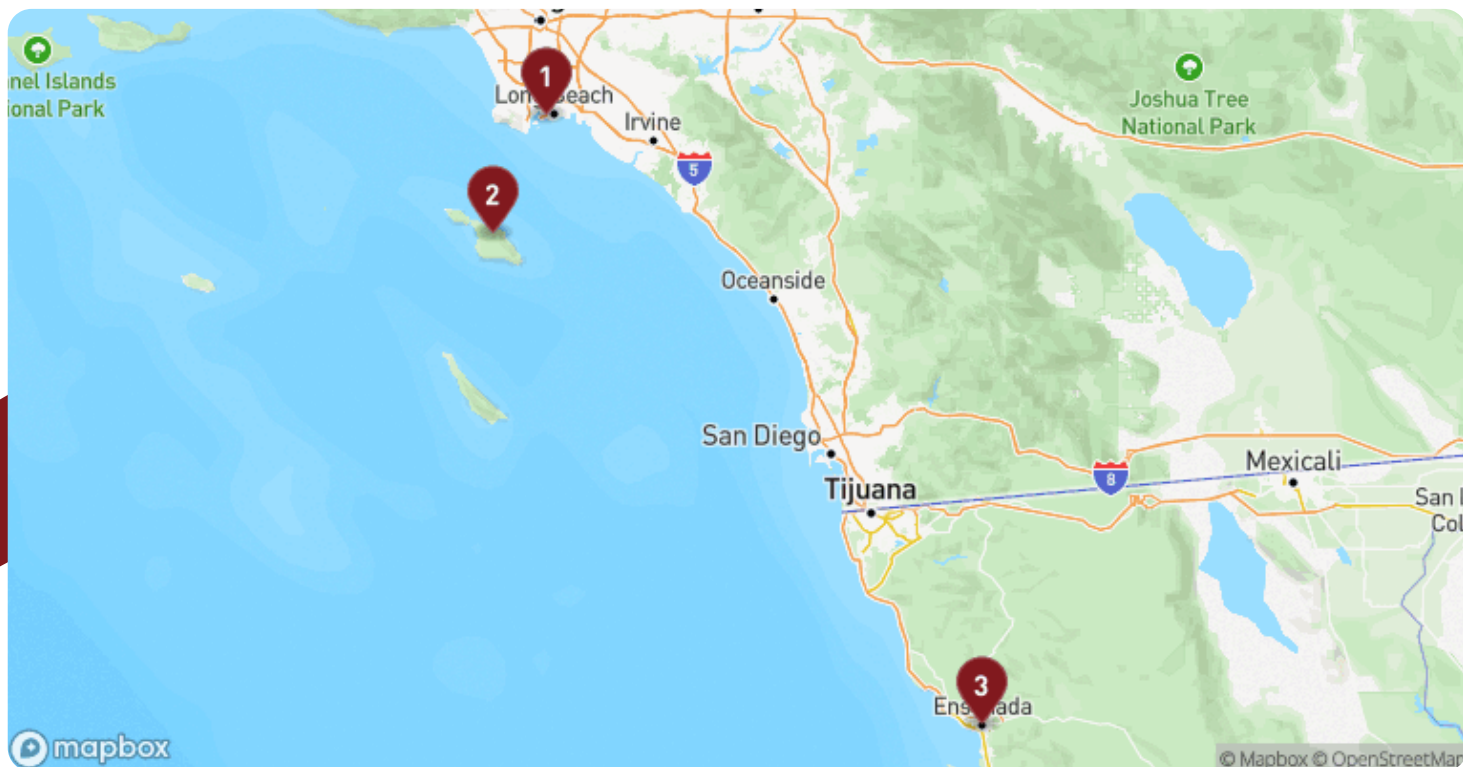 1
Long Beach
Irvine
5
2
nel Islands
ional Park
Joshua Tree
National Park
Oceanside
San Diego
Tijuana
8
Mexicali
San L
Col
3
Ensenada
mapbox
© Mapbox © OpenStreetMap